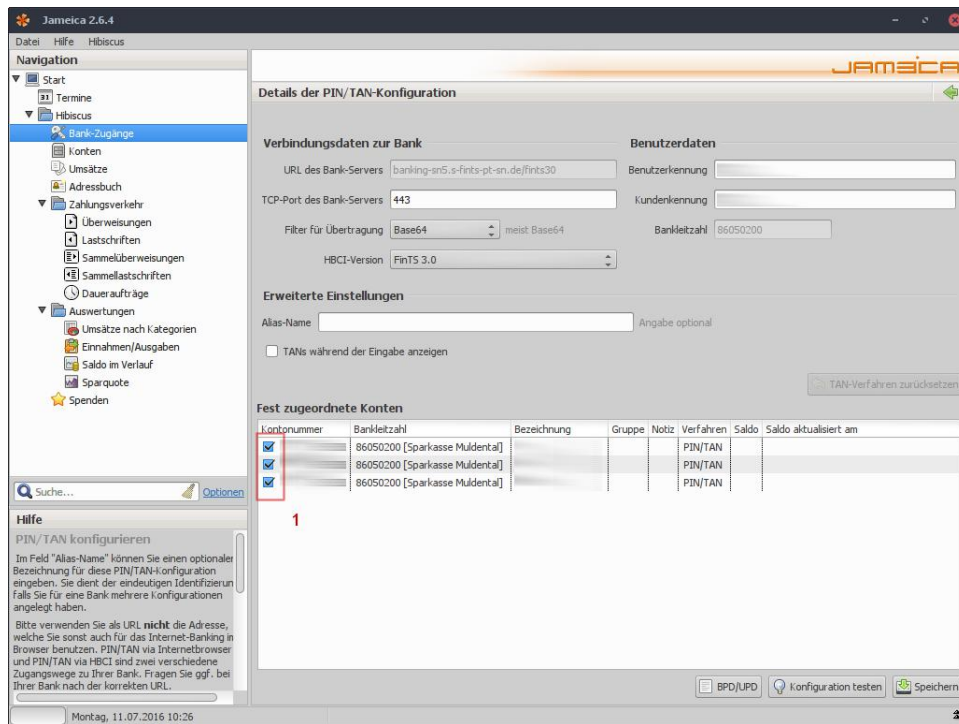 Jameica 2.6.4
Datei Hilfe Hibiscus
Navigation
Start
31 Termine
Hibiscus
Bank-Zugänge
Konten
Umsätze
Adressbuch
Zahlungsverkehr
Überweisungen
Lastschriften
Sammelüberweisungen
Sammellastschriften
Daueraufträge
Auswertungen
Umsätze nach Kategorien
Einnahmen/Ausgaben
Saldo im Verlauf
Sparquote
Spenden
Suche... Optionen
Hilfe
PIN/TAN konfigurieren
Im Feld "Alias-Name" können Sie einen optionaler
Bezeichnung für diese PIN/TAN-Konfiguration
eingeben. Sie dient der eindeutigen Identifizierun
falls Sie für eine Bank mehrere Konfigurationen
angelegt haben.
Bitte verwenden Sie als URL nicht die Adresse,
welche Sie sonst auch für das Internet-Banking in
Browser benutzen. PIN/TAN via Internetbrowser
und PIN/TAN via HBCI sind zwei verschiedene
Zugangswege zu Ihrer Bank. Fragen Sie ggf. bei
Ihrer Bank nach der korrekten URL.
JAMEICA
Details der PIN/TAN-Konfiguration
Verbindungsdaten zur Bank
URL des Bank-Servers banking-sn5.s-fints-pt-sn.de/fints30
TCP-Port des Bank-Servers 443
Filter für Übertragung Base64 meist Base64
HBCI-Version FinTS 3.0
Benutzerdaten
Benutzerkennung
Kundenkennung
Bankleitzahl 86050200
Erweiterte Einstellungen
Alias-Name Angabe optional
TANs während der Eingabe anzeigen
TAN-Verfahren zurücksetzen
Fest zugeordnete Konten
Kontonummer Bankleitzahl Bezeichnung Gruppe Notiz Verfahren Saldo Saldo aktualisiert am
86050200 [Sparkasse Muldental] PIN/TAN
86050200 [Sparkasse Muldental] PIN/TAN
86050200 [Sparkasse Muldental] PIN/TAN
1
BPD/UPD Konfiguration testen Speichern
Montag, 11.07.2016 10:26